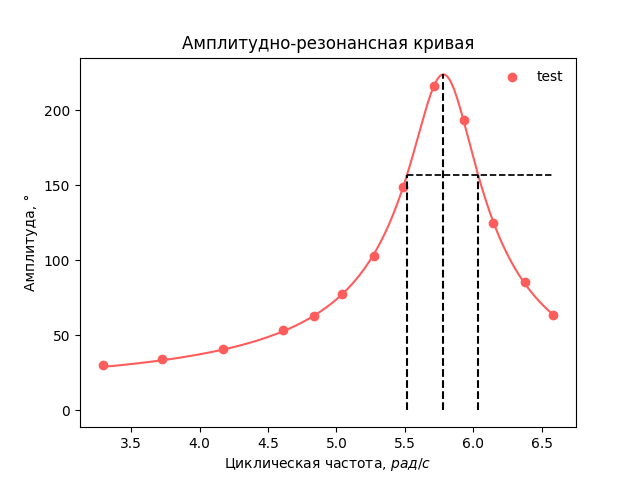 Амплитудно-резонансная кривая
test
Амплитуда, °
200
150
100
50
0
3.5 4.0 4.5 5.0 5.5 6.0 6.5
Циклическая частота, рад/с